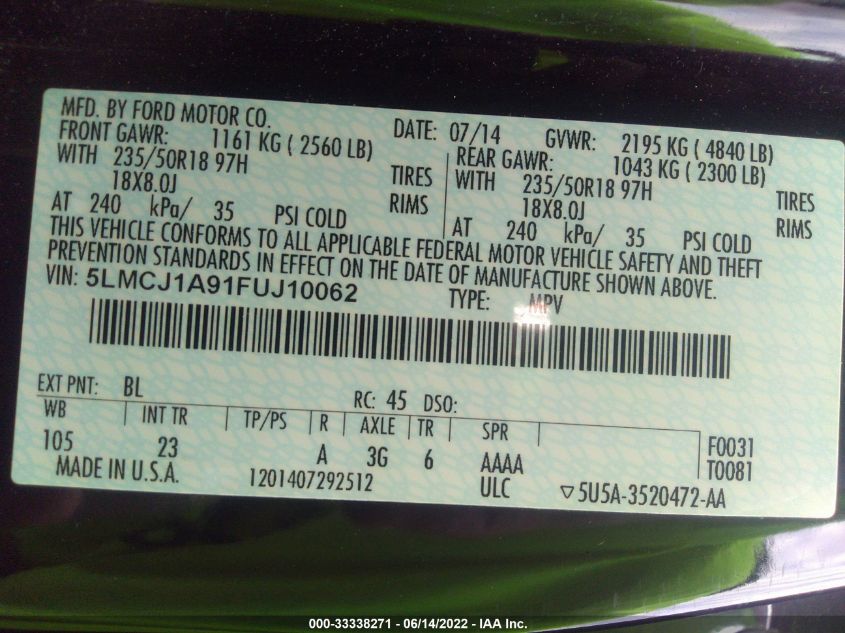 MFD. BY FORD MOTOR CO.
DATE: 07/14 GVWR: 2195 KG ( 4840 LB)
FRONT GAWR: 1161 KG ( 2560 LB)
WITH 235/50R18 97H TIRES
18X8.0J RIMS
AT 240 kPa/ 35 PSI COLD
REAR GAWR: 1043 KG ( 2300 LB)
WITH 235/50R18 97H TIRES
18X8.0J RIMS
AT 240 kPa/ 35 PSI COLD
THIS VEHICLE CONFORMS TO ALL APPLICABLE FEDERAL MOTOR VEHICLE SAFETY AND THEFT
PREVENTION STANDARDS IN EFFECT ON THE DATE OF MANUFACTURE SHOWN ABOVE.
VIN: 5LMCJ1A91FUJ10062 TYPE: MPV
EXT PNT: BL RC: 45 DSO:
WB INT TR TP/PS R AXLE TR SPR
105 23 A 3G 6 AAAA F0031
T0081
MADE IN U.S.A. 1201407292512 ULC ▽5U5A-3520472-AA
000-33338271 - 06/14/2022 - IAA Inc.